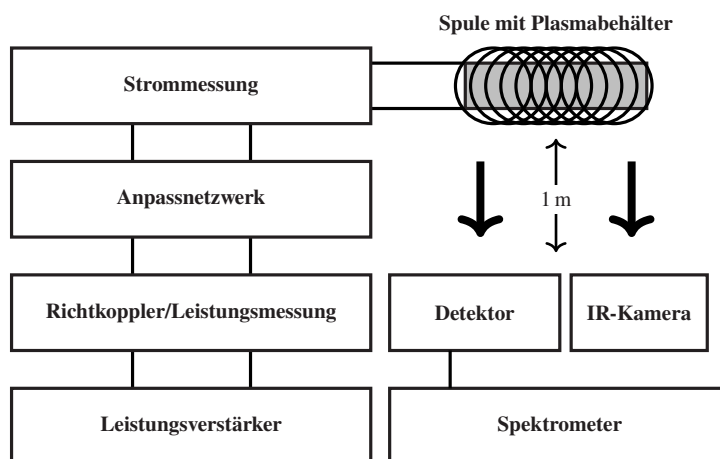 Spule mit Plasmabehälter
Strommessung
Anpassnetzwerk
1 m
Richtkoppler/Leistungsmessung
Detektor
IR-Kamera
Leistungsverstärker
Spektrometer